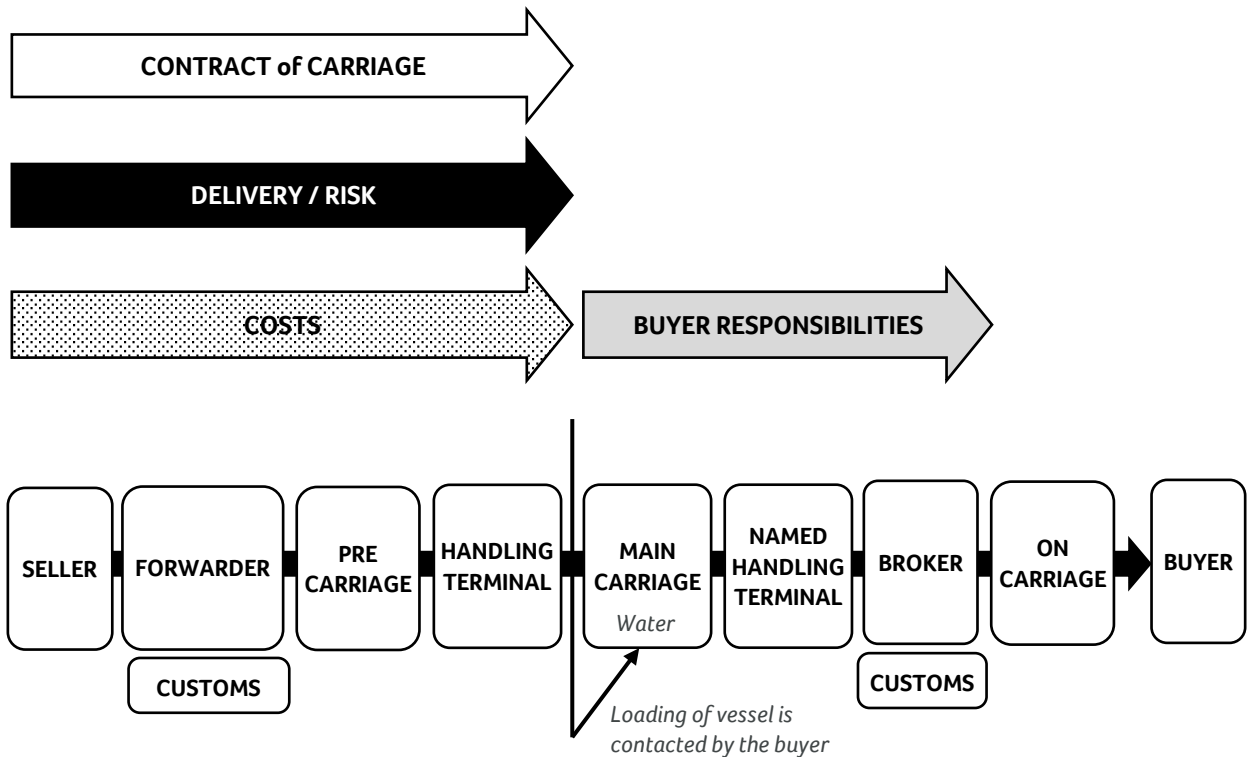 CONTRACT of CARRIAGE
DELIVERY / RISK
COSTS
BUYER RESPONSIBILITIES
SELLER
FORWARDER
CUSTOMS
PRE
CARRIAGE
HANDLING
TERMINAL
MAIN
CARRIAGE
Water
NAMED
HANDLING
TERMINAL
BROKER
CUSTOMS
ON
CARRIAGE
BUYER
Loading of vessel is
contacted by the buyer